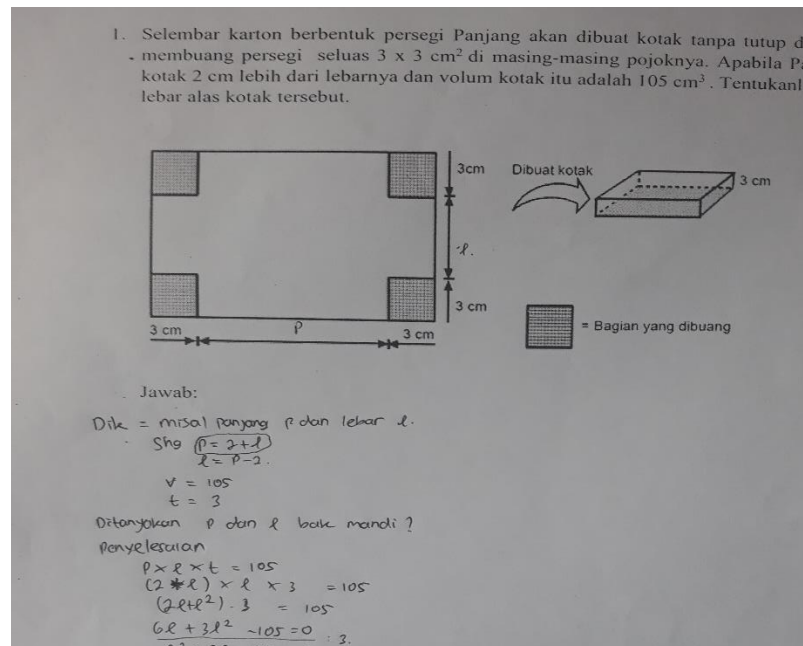 1. Selembar karton berbentuk persegi Panjang akan dibuat kotak tanpa tutup
membuang persegi seluas 3 x 3 cm² di masing-masing pojoknya. Apabila
kotak 2 cm lebih dari lebarnya dan volum kotak itu adalah 105 cm³. Tentukanl
lebar alas kotak tersebut.
3cm
Dibuat kotak
3 cm
l.
3 cm
3 cm
P
3 cm
= Bagian yang dibuang
Jawab:
Dik = misal panjang P dan lebar l.
Shg P = 2+l
l = P-2.
V = 105
t = 3
Ditanyakan P dan l bak mandi?
Penyelesaian
P x l x t = 105
(2 + l) x l x 3 = 105
(2l+l²) . 3 = 105
6l + 3l² -105 = 0
: 3.